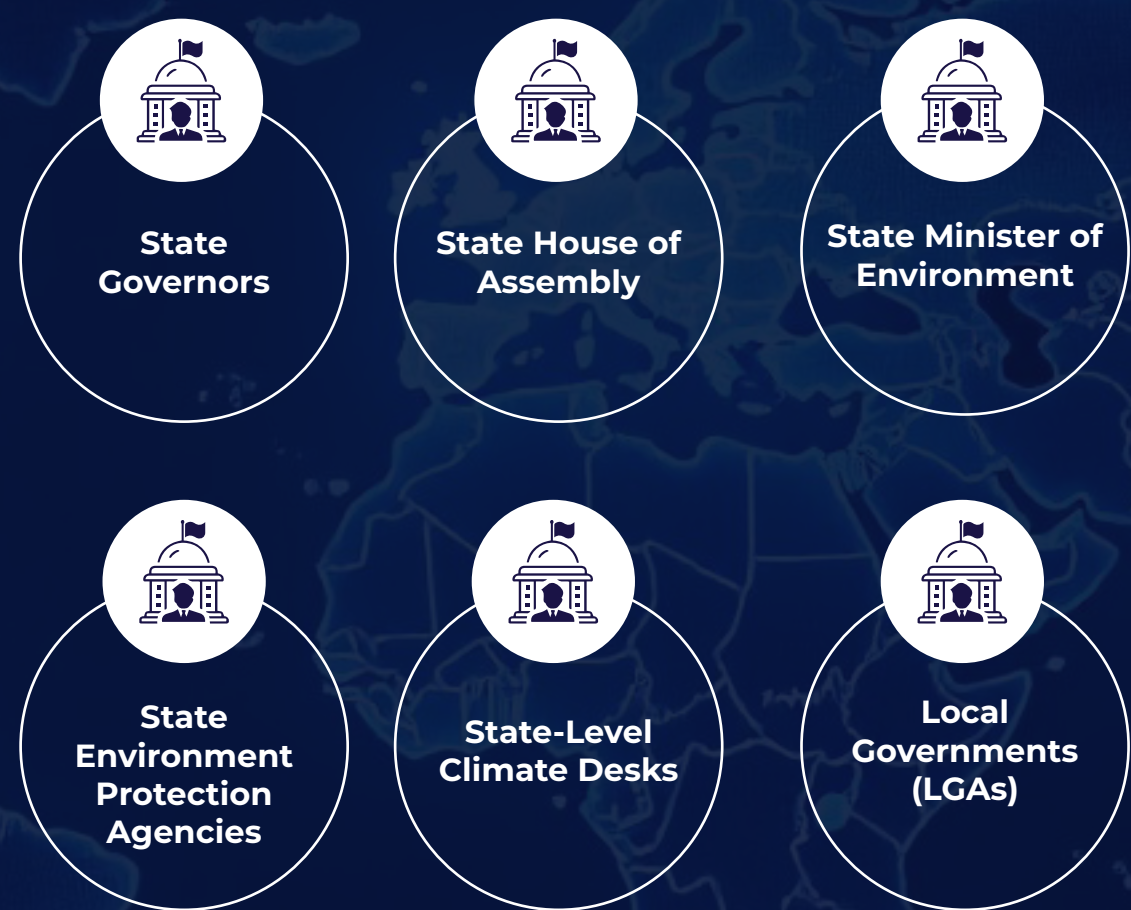 State
Governors
State House of
Assembly
State Minister of
Environment
State
Environment
Protection
Agencies
State-Level
Climate Desks
Local
Governments
(LGAs)